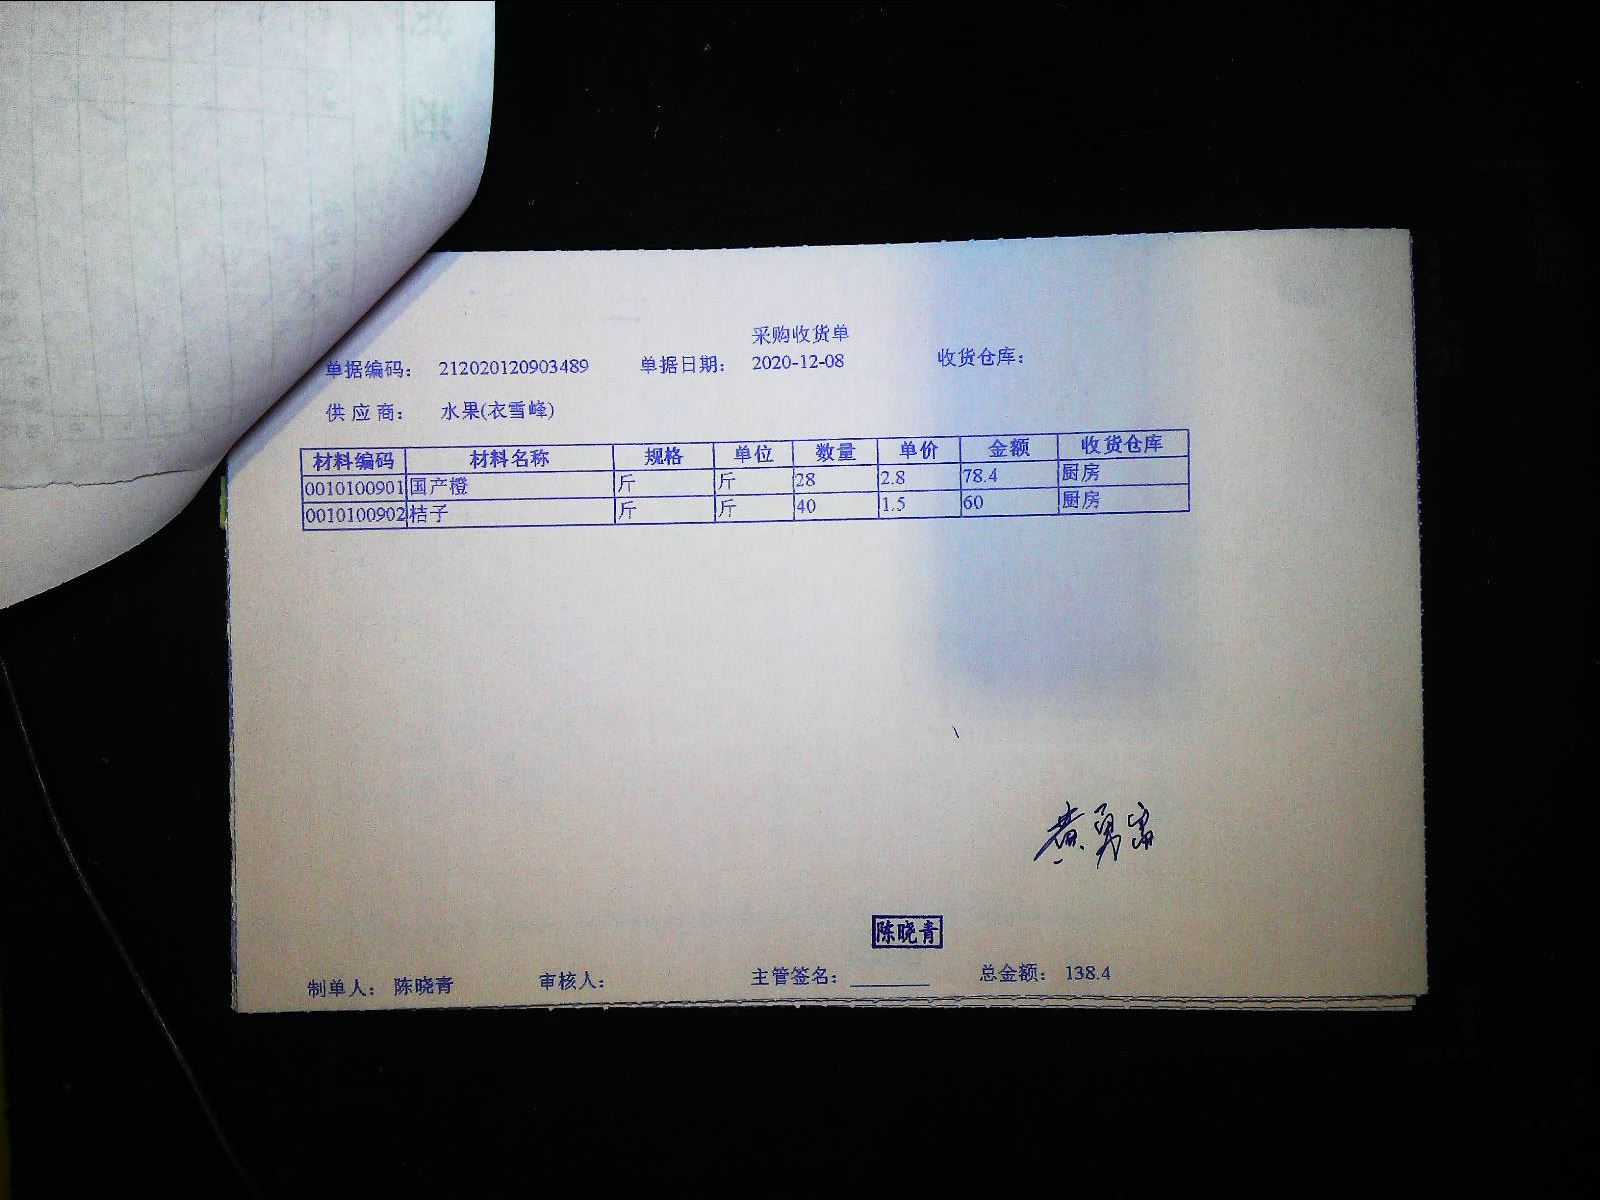 采购收货单
单据编码： 212020120903489 单据日期： 2020-12-08 收货仓库：
供应商： 水果(衣雪峰)
材料编码 材料名称 规格 单位 数量 单价 金额 收货仓库
0010100901 国产橙 斤 斤 28 2.8 78.4 厨房
0010100902 桔子 斤 斤 40 1.5 60 厨房
黄勇
陈晓青
制单人： 陈晓青 审核人： 主管签名： 总金额： 138.4